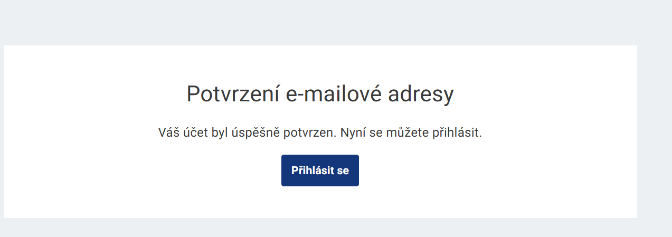 Potvrzení e-mailové adresy
Váš účet byl úspěšně potvrzen. Nyní se můžete přihlásit.
Přihlásit se